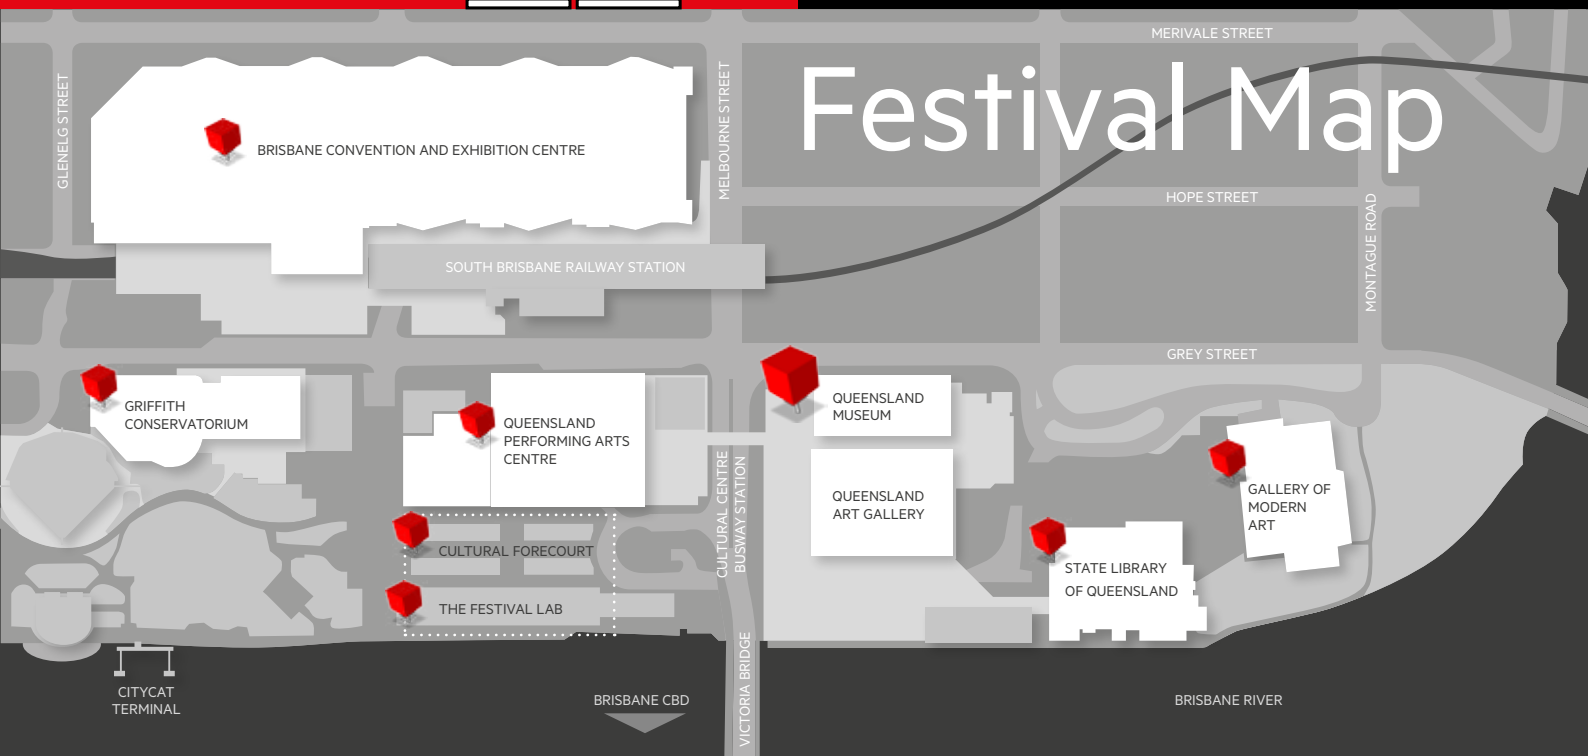 MERIVALE STREET
Festival Map
GLENELG STREET
MELBOURNE STREET
BRISBANE CONVENTION AND EXHIBITION CENTRE
HOPE STREET
MONTAGUE ROAD
SOUTH BRISBANE RAILWAY STATION
GREY STREET
GRIFFITH
CONSERVATORIUM
QUEENSLAND
PERFORMING ARTS
CENTRE
QUEENSLAND
MUSEUM
QUEENSLAND
ART GALLERY
CULTURAL CENTRE
BUSWAY STATION
GALLERY OF
MODERN
ART
CULTURAL FORECOURT
STATE LIBRARY
OF QUEENSLAND
THE FESTIVAL LAB
CITYCAT
TERMINAL
BRISBANE CBD
VICTORIA BRIDGE
BRISBANE RIVER